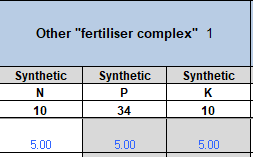 Other "fertiliser complex" 1
Synthetic Synthetic Synthetic
N P K
10 34 10
5.00 5.00 5.00